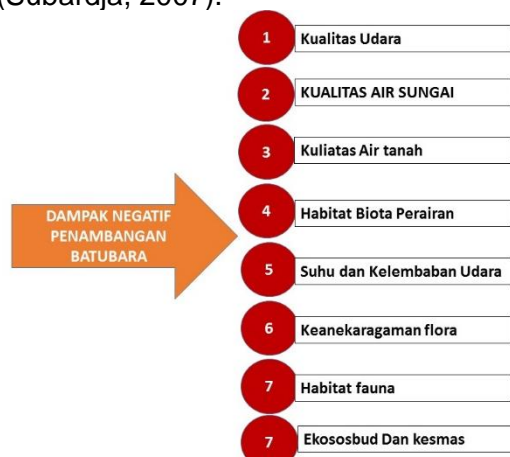 (Subardja, 2007).
1 Kualitas Udara
2 KUALITAS AIR SUNGAI
3 Kuliatas Air tanah
DAMPAK NEGATIF
PENAMBANGAN
BATUBARA
4 Habitat Biota Perairan
5 Suhu dan Kelembaban Udara
6 Keanekaragaman flora
7 Habitat fauna
7 Ekososbud Dan kesmas